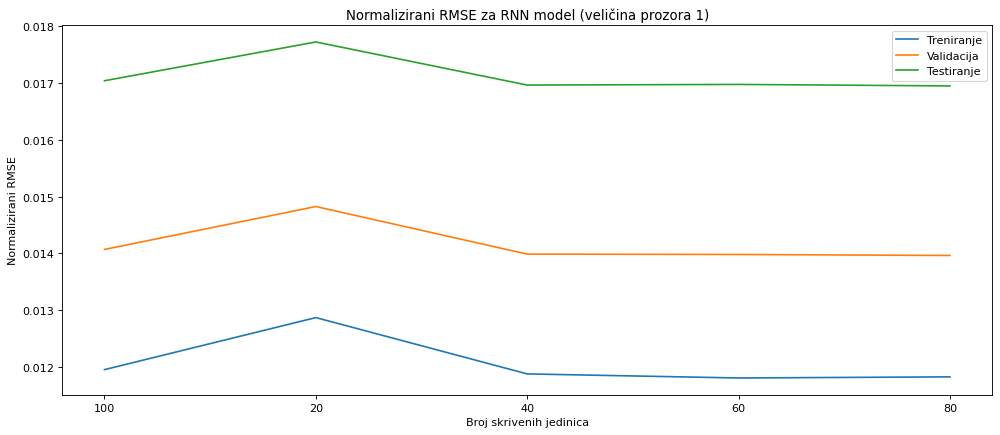 Normalizirani RMSE za RNN model (veličina prozora 1)
0.018
0.017
0.016
0.015
0.014
0.013
0.012
Normalizirani RMSE
Treniranje
Validacija
Testiranje
100 20 40 60 80
Broj skrivenih jedinica